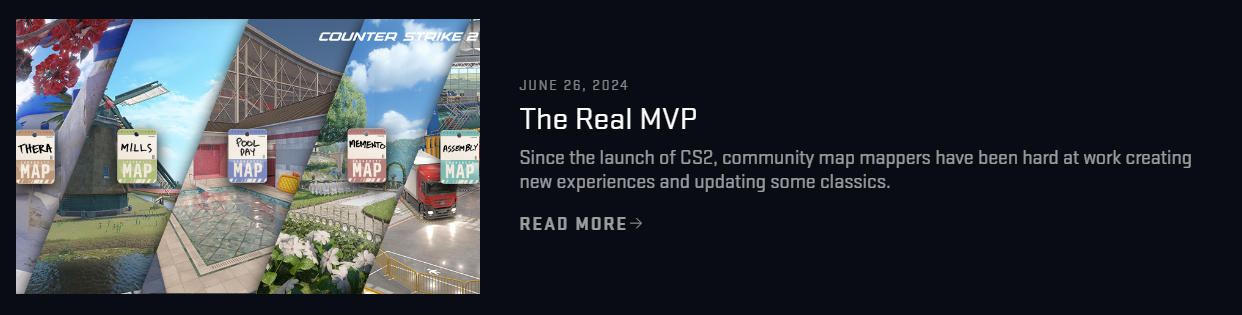 COUNTER STRIKE 2
THERA
MAP
MILLS
MAP
POOL
DAY
MAP
MEMENTO
MAP
ASSEMBLY
MAP
JUNE 26, 2024
The Real MVP
Since the launch of CS2, community map mappers have been hard at work creating
new experiences and updating some classics.
READ MORE→